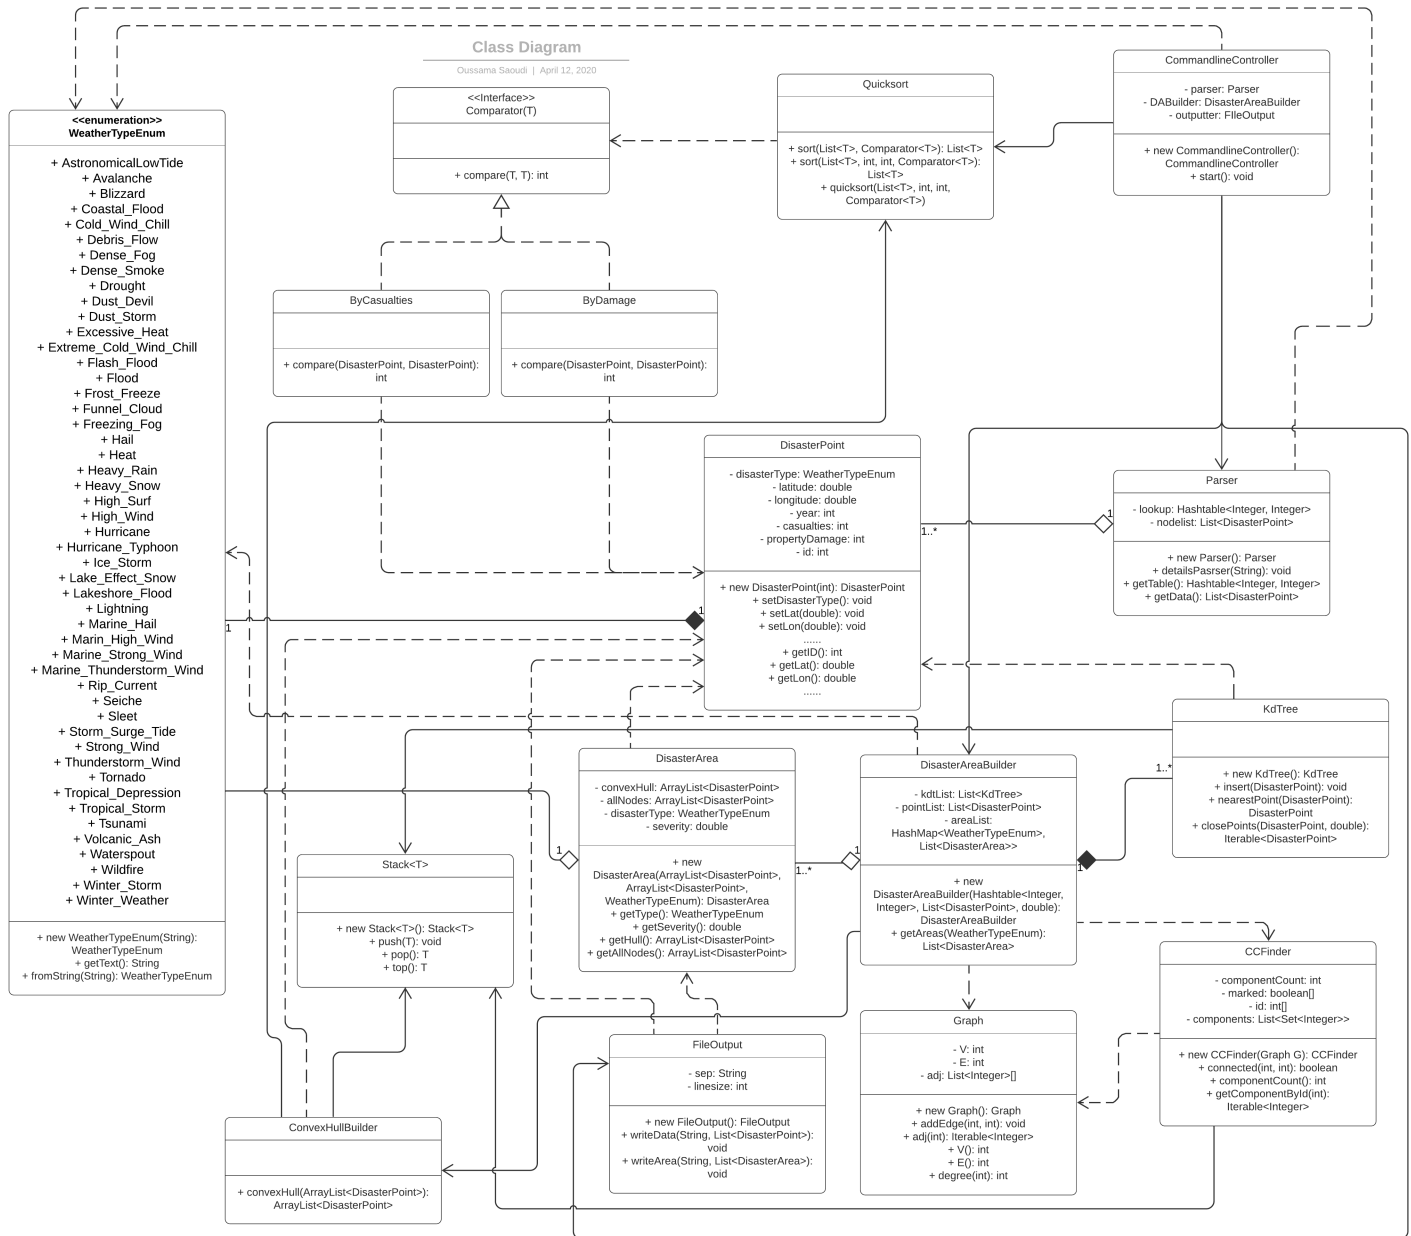 Class Diagram
Oussama Saoudi | April 12, 2020
<<enumeration>>
WeatherTypeEnum
+ AstronomicalLowTide
+ Avalanche
+ Blizzard
+ Coastal_Flood
+ Cold_Wind_Chill
+ Debris_Flow
+ Dense_Fog
+ Dense_Smoke
+ Drought
+ Dust_Devil
+ Dust_Storm
+ Excessive_Heat
+ Extreme_Cold_Wind_Chill
+ Flash_Flood
+ Flood
+ Frost_Freeze
+ Funnel_Cloud
+ Freezing_Fog
+ Hail
+ Heat
+ Heavy_Rain
+ Heavy_Snow
+ High_Surf
+ High_Wind
+ Hurricane
+ Hurricane_Typhoon
+ Ice_Storm
+ Lake_Effect_Snow
+ Lakeshore_Flood
+ Lightning
+ Marine_Hail
+ Marin_High_Wind
+ Marine_Strong_Wind
+ Marine_Thunderstorm_Wind
+ Rip_Current
+ Seiche
+ Sleet
+ Storm_Surge_Tide
+ Strong_Wind
+ Thunderstorm_Wind
+ Tornado
+ Tropical_Depression
+ Tropical_Storm
+ Tsunami
+ Volcanic_Ash
+ Waterspout
+ Wildfire
+ Winter_Storm
+ Winter_Weather
+ new WeatherTypeEnum(String):
WeatherTypeEnum
+ getText(): String
+ fromString(String): WeatherTypeEnum
<<Interface>>
Comparator(T)
+ compare(T, T): int
Quicksort
+ sort(List<T>, Comparator<T>): List<T>
+ sort(List<T>, int, int, Comparator<T>):
List<T>
+ quicksort(List<T>, int, int,
Comparator<T>)
CommandlineController
- parser: Parser
- DABuilder: DisasterAreaBuilder
- outputter: FIleOutput
+ new CommandlineController():
CommandlineController
+ start(): void
ByCasualties
+ compare(DisasterPoint, DisasterPoint):
int
ByDamage
+ compare(DisasterPoint, DisasterPoint):
int
DisasterPoint
- disasterType: WeatherTypeEnum
- latitude: double
- longitude: double
- year: int
- casualties: int
- propertyDamage: int
- id: int
+ new DisasterPoint(int): DisasterPoint
+ setDisasterType(): void
+ setLat(double): void
+ setLon(double): void
......
+ getID(): int
+ getLat(): double
+ getLon(): double
......
1
1
1..*
1
Parser
- lookup: Hashtable<Integer, Integer>
- nodelist: List<DisasterPoint>
+ new Parser(): Parser
+ detailsPasrser(String): void
+ getTable(): Hashtable<Integer, Integer>
+ getData(): List<DisasterPoint>
KdTree
+ new KdTree(): KdTree
+ insert(DisasterPoint): void
+ nearestPoint(DisasterPoint):
DisasterPoint
+ closePoints(DisasterPoint, double):
Iterable<DisasterPoint>
1..*
1
DisasterArea
- convexHull: ArrayList<DisasterPoint>
- allNodes: ArrayList<DisasterPoint>
- disasterType: WeatherTypeEnum
- severity: double
+ new
DisasterArea(ArrayList<DisasterPoint>,
ArrayList<DisasterPoint>,
WeatherTypeEnum): DisasterArea
+ getType(): WeatherTypeEnum
+ getSeverity(): double
+ getHull(): ArrayList<DisasterPoint>
+ getAllNodes(): ArrayList<DisasterPoint>
1
1..*
1
DisasterAreaBuilder
- kdtList: List<KdTree>
- pointList: List<DisasterPoint>
- areaList:
HashMap<WeatherTypeEnum>,
List<DisasterArea>>
+ new
DisasterAreaBuilder(Hashtable<Integer,
Integer>, List<DisasterPoint>, double):
DisasterAreaBuilder
+ getAreas(WeatherTypeEnum):
List<DisasterArea>
Stack<T>
+ new Stack<T>(): Stack<T>
+ push(T): void
+ pop(): T
+ top(): T
CCFinder
- componentCount: int
- marked: boolean[]
- id: int[]
- components: List<Set<Integer>>
+ new CCFinder(Graph G): CCFinder
+ connected(int, int): boolean
+ componentCount(): int
+ getComponentById(int):
Iterable<Integer>
Graph
- V: int
- E: int
- adj: List<Integer>[]
+ new Graph(): Graph
+ addEdge(int, int): void
+ adj(int): Iterable<Integer>
+ V(): int
+ E(): int
+ degree(int): int
FileOutput
- sep: String
- linesize: int
+ new FileOutput(): FileOutput
+ writeData(String, List<DisasterPoint>):
void
+ writeArea(String, List<DisasterArea>):
void
ConvexHullBuilder
+ convexHull(ArrayList<DisasterPoint>):
ArrayList<DisasterPoint>